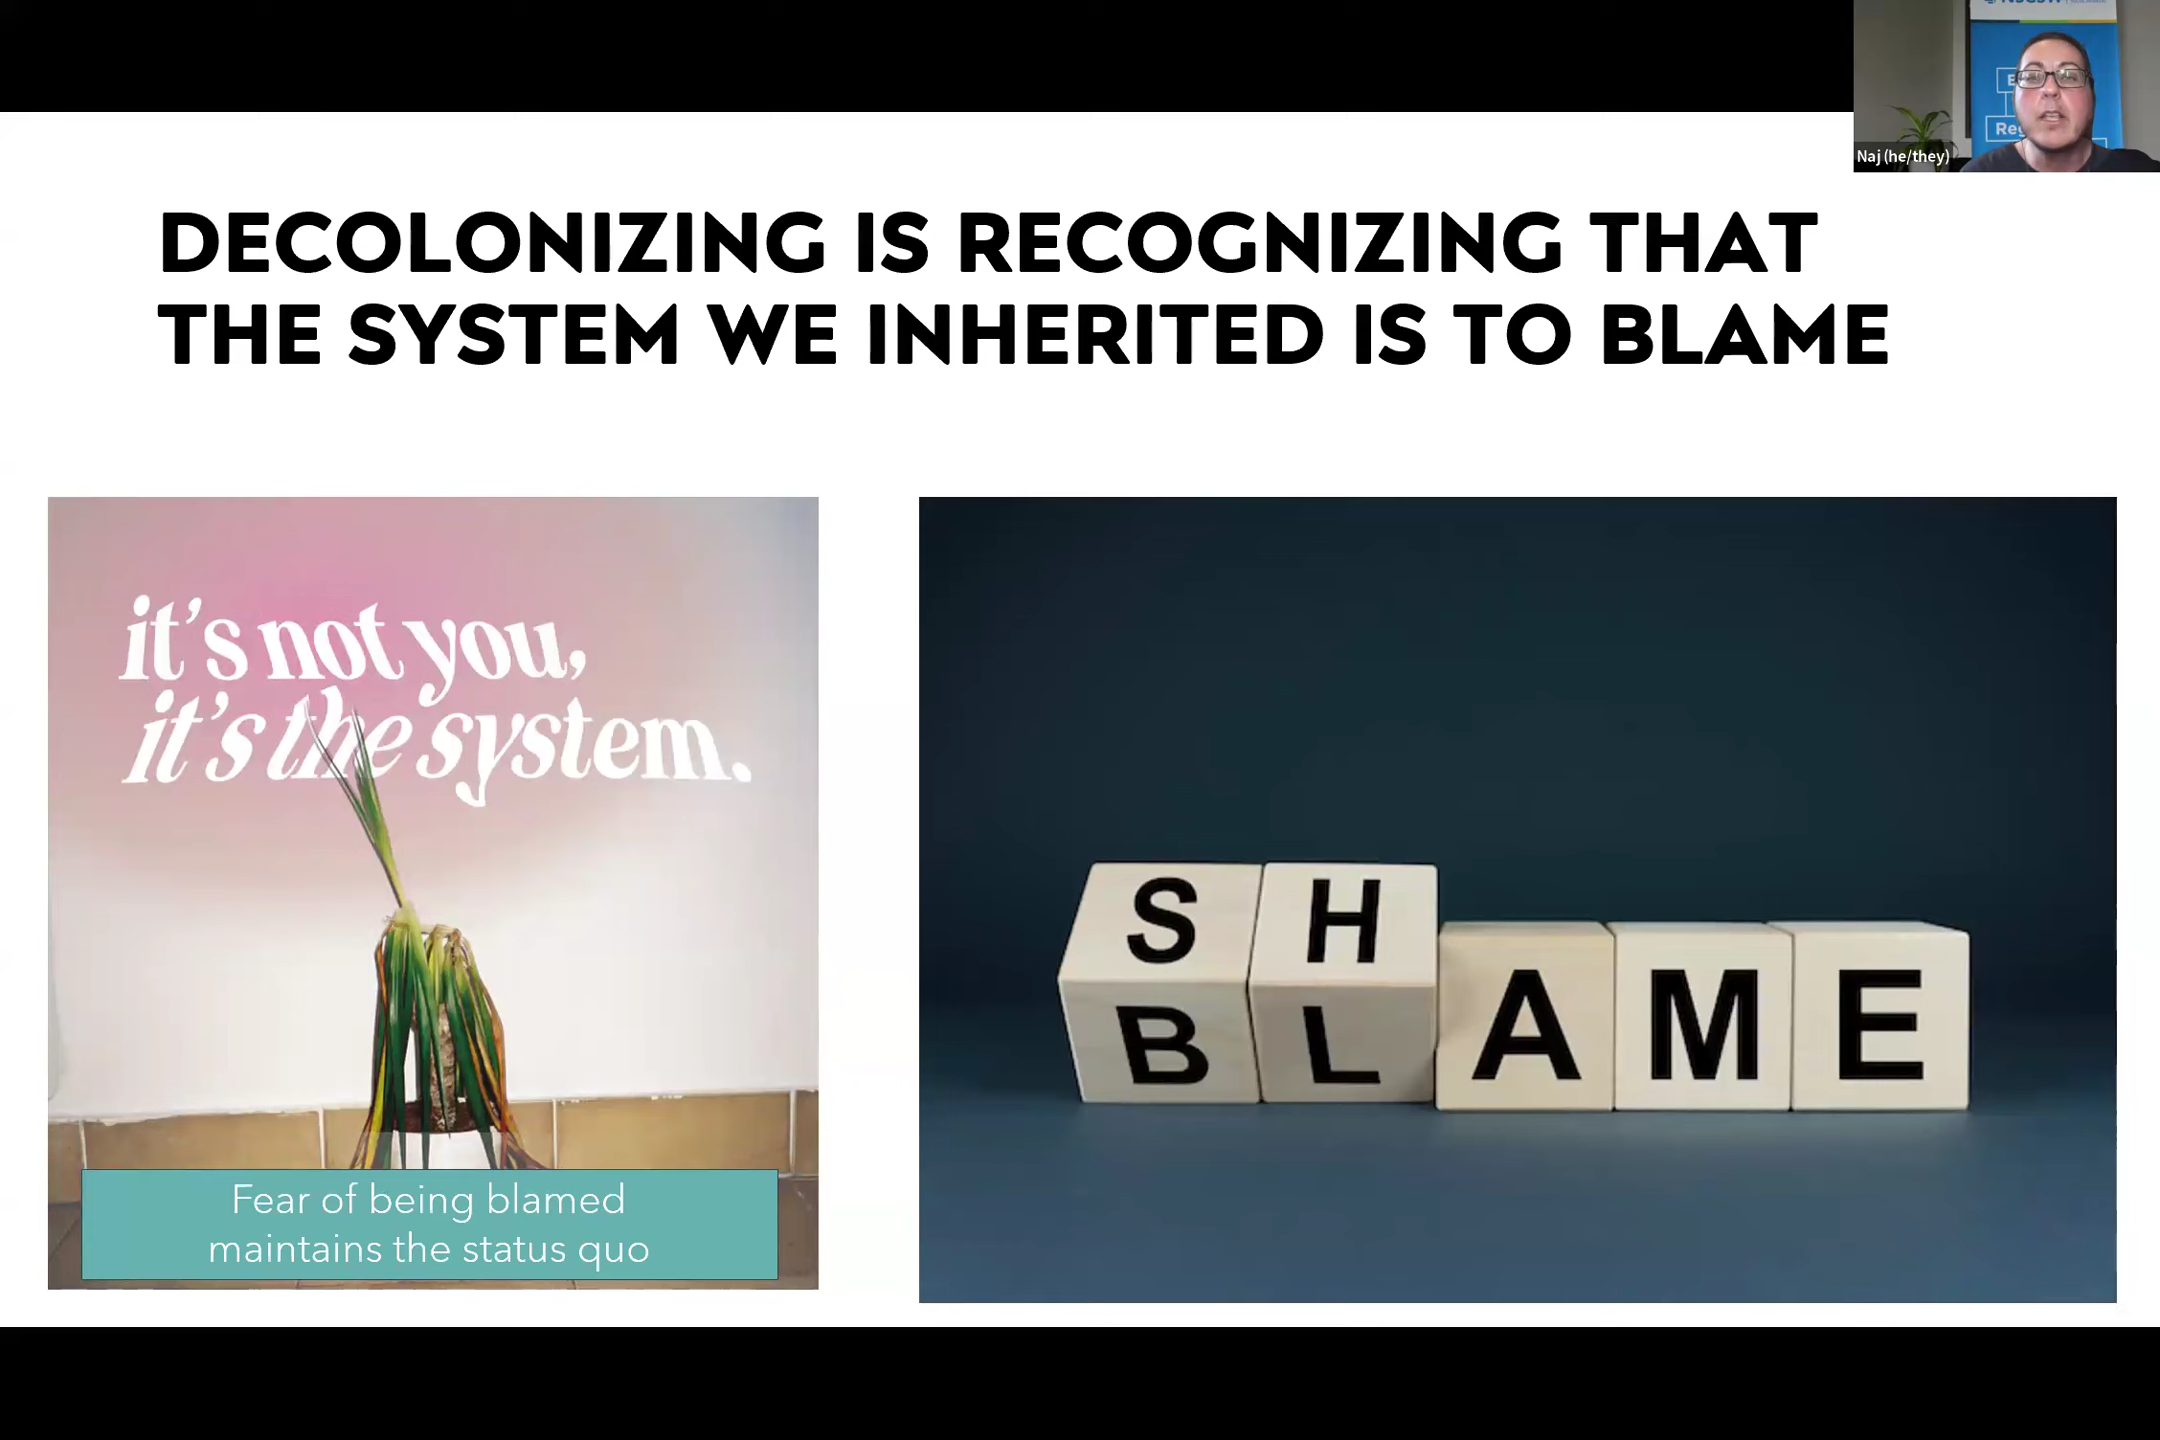 Naj (he/they)
DECOLONIZING IS RECOGNIZING THAT
THE SYSTEM WE INHERITED IS TO BLAME
it's not you,
it's the system.
Fear of being blamed
maintains the status quo
S H
B L A M E